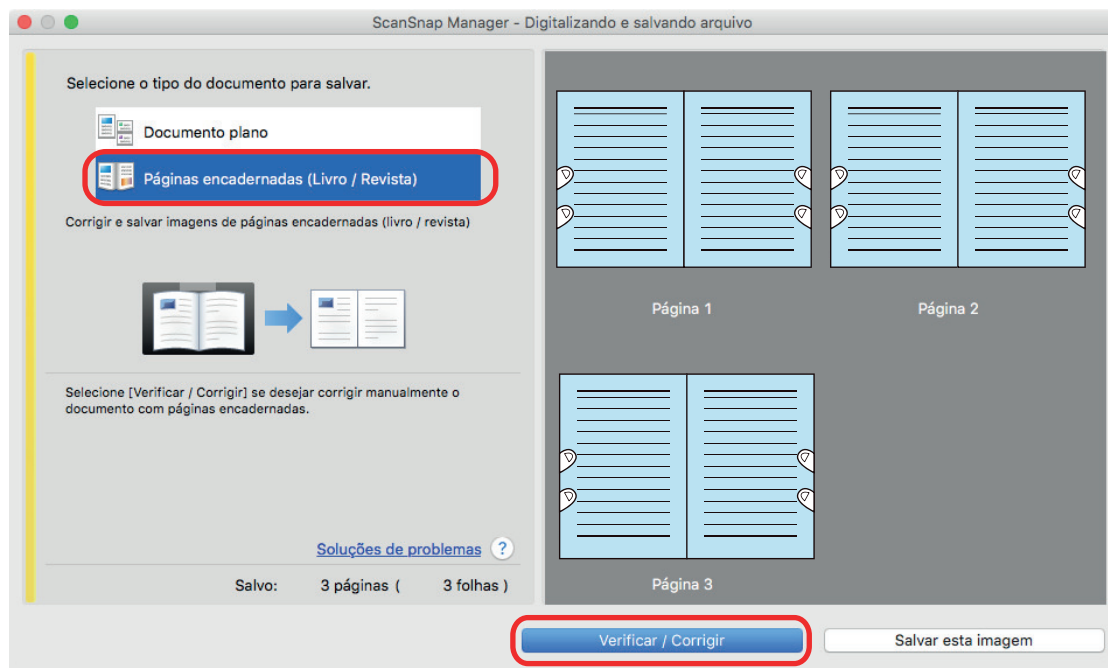 ScanSnap Manager - Digitalizando e salvando arquivo
Selecione o tipo do documento para salvar.
Documento plano
Páginas encadernadas (Livro / Revista)
Corrigir e salvar imagens de páginas encadernadas (livro / revista)
Selecione [Verificar / Corrigir] se desejar corrigir manualmente o
documento com páginas encadernadas.
Soluções de problemas ?
Salvo: 3 páginas ( 3 folhas )
Página 1
Página 2
Página 3
Verificar / Corrigir
Salvar esta imagem